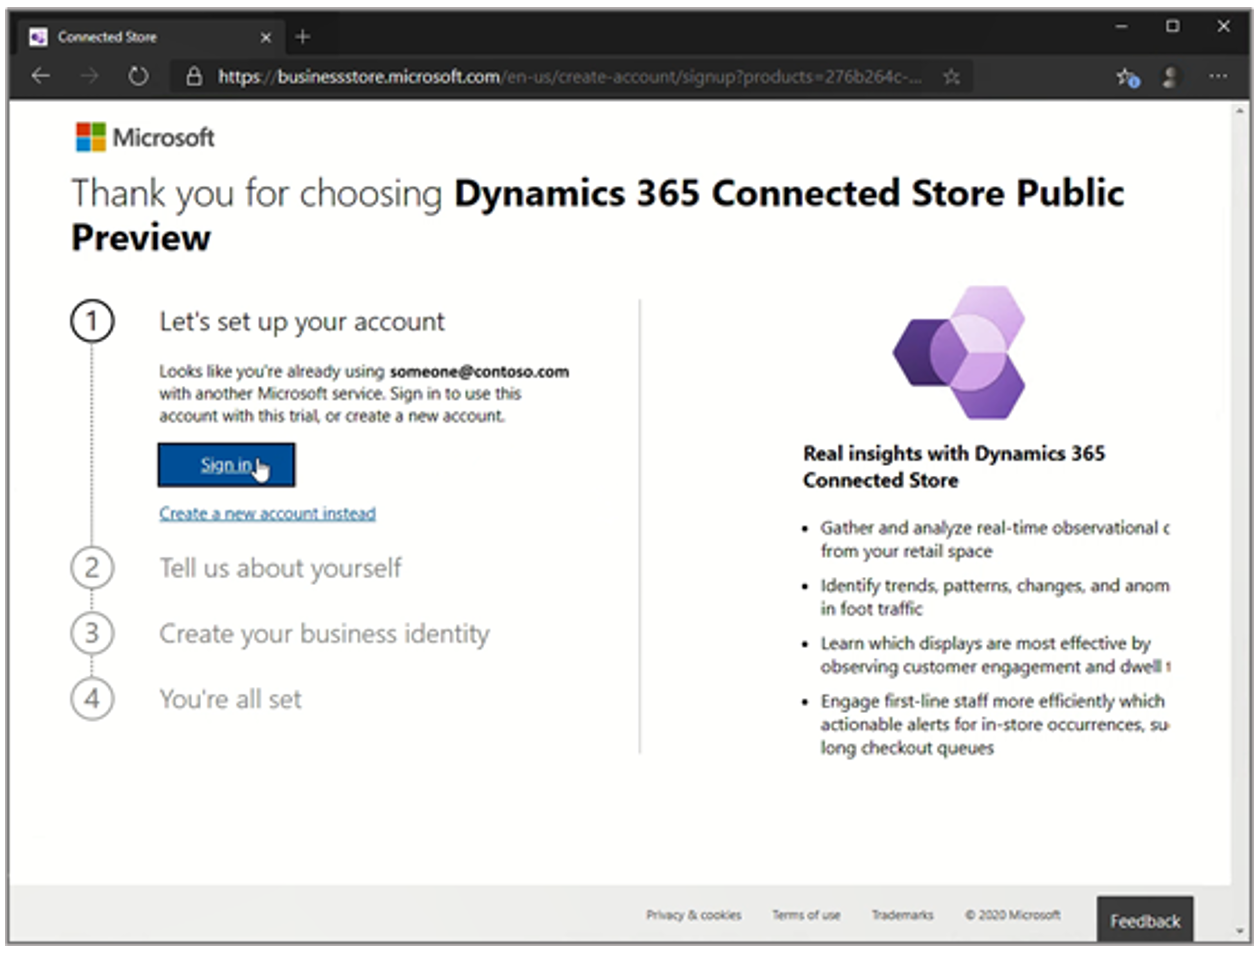 Connected Store
https://businessstore.microsoft.com/en-us/create-account/signup?products=276b264c-...
Microsoft
Thank you for choosing Dynamics 365 Connected Store Public
Preview
1
Let's set up your account
Looks like you're already using someone@contoso.com
with another Microsoft service. Sign in to use this
account with this trial, or create a new account.
Sign in
Create a new account instead
2
Tell us about yourself
3
Create your business identity
4
You're all set
Real insights with Dynamics 365
Connected Store
• Gather and analyze real-time observational
from your retail space
• Identify trends, patterns, changes, and anom
in foot traffic
• Learn which displays are most effective by
observing customer engagement and dwell
• Engage first-line staff more efficiently which
actionable alerts for in-store occurrences, su
long checkout queues
Privacy & cookies
Terms of use
Trademarks
© 2020 Microsoft
Feedback